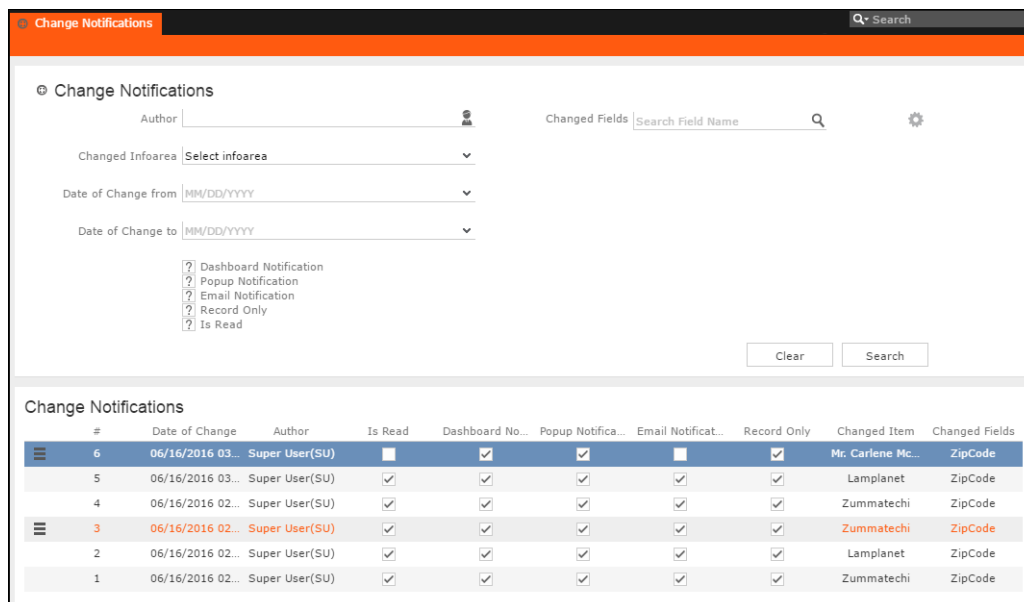 Change Notifications
Search
Change Notifications
Author
Changed Fields Search Field Name
Changed Infoarea Select infoarea
Date of Change from MM/DD/YYYY
Date of Change to MM/DD/YYYY
? Dashboard Notification
? Popup Notification
? Email Notification
? Record Only
? Is Read
Clear Search
Change Notifications
# Date of Change Author Is Read Dashboard No... Popup Notifica... Email Notificat... Record Only Changed Item Changed Fields
6 06/16/2016 03... Super User(SU) Mr. Carlene Mc... ZipCode
5 06/16/2016 03... Super User(SU) Lamplanet ZipCode
4 06/16/2016 02... Super User(SU) Zummatechi ZipCode
3 06/16/2016 02... Super User(SU) Zummatechi ZipCode
2 06/16/2016 02... Super User(SU) Lamplanet ZipCode
1 06/16/2016 02... Super User(SU) Zummatechi ZipCode